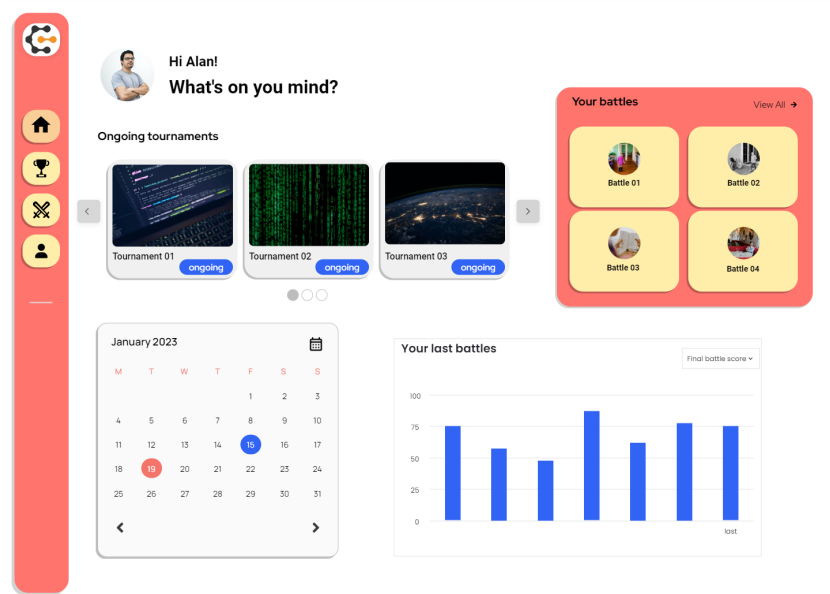 Hi Alan!
What's on you mind?
Ongoing tournaments
Tournament 01
ongoing
Tournament 02
ongoing
Tournament 03
ongoing
Your battles
View All
Battle 01
Battle 02
Battle 03
Battle 04
January 2023
M T W T F S S
1 2 3
4 5 6 7 8 9 10
11 12 13 14 15 16 17
18 19 20 21 22 23 24
25 26 27 28 29 30 31
Your last battles
Final battle score
100
75
50
25
0
last